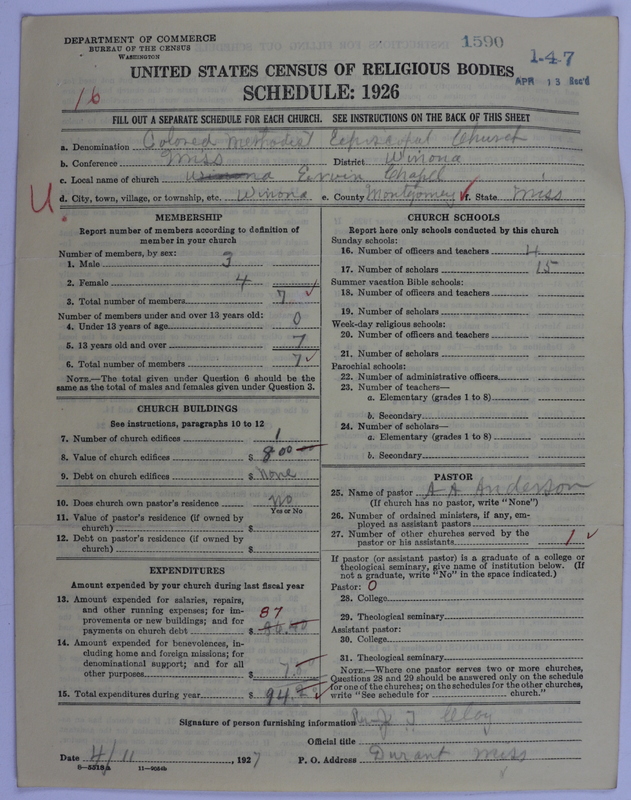 DEPARTMENT OF COMMERCE
BUREAU OF THE CENSUS
WASHINGTON
1590
1-4-7
APR 13 Rec'd
UNITED STATES CENSUS OF RELIGIOUS BODIES
SCHEDULE: 1926
16
FILL OUT A SEPARATE SCHEDULE FOR EACH CHURCH. SEE INSTRUCTIONS ON THE BACK OF THIS SHEET
a. Denomination Colored Methodist Episcopal Church
b. Conference Miss District Winona
c. Local name of church Winona Erwin Chapel
U.
d. City, town, village, or township, etc. Winona e. County Montgomey f. State Miss
MEMBERSHIP
Report number of members according to definition of
member in your church
Number of members, by sex:
1. Male 3
2. Female 4
3. Total number of members 7
Number of members under and over 13 years old:
4. Under 13 years of age 0
5. 13 years old and over 7
6. Total number of members 7
NOTE.—The total given under Question 6 should be
same as the total of males and females given under Question 3.
CHURCH BUILDINGS
See instructions, paragraphs 10 to 12
7. Number of church edifices 1
8. Value of church edifices $ 800
9. Debt on church edifices $ None
10. Does church own pastor's residence no
Yes or No
11. Value of pastor's residence (if owned by
church) $
12. Debt on pastor's residence (if owned by
church) $
EXPENDITURES
Amount expended by your church during last fiscal year
13. Amount expended for salaries, repairs,
and other running expenses; for im-
provements or new buildings; and for
payments on church debt $ 87
14. Amount expended for benevolences, in-
cluding home and foreign missions; for
denominational support; and for all
other purposes $ 7
15. Total expenditures during year $ 94
CHURCH SCHOOLS
Report here only schools conducted by this church
Sunday schools:
16. Number of officers and teachers 4
17. Number of scholars 15
Summer vacation Bible schools:
18. Number of officers and teachers
19. Number of scholars
Week-day religious schools:
20. Number of officers and teachers
21. Number of scholars
Parochial schools:
22. Number of administrative officers
23. Number of teachers—
a. Elementary (grades 1 to 8)
b. Secondary
24. Number of scholars—
a. Elementary (grades 1 to 8)
b. Secondary
PASTOR
25. Name of pastor A A Anderson
(If church has no pastor, write "None")
26. Number of ordained ministers, if any, em-
ployed as assistant pastors
27. Number of other churches served by the
pastor or his assistants 1
If pastor (or assistant pastor) is a graduate of a college or
theological seminary, give name of institution below. (If
not a graduate, write "No" in the space indicated.)
Pastor: 0
28. College
29. Theological seminary
Assistant pastor:
30. College
31. Theological seminary
NOTE.—Where one pastor serves two or more churches,
Questions 28 and 29 should be answered only on the schedule
for one of the churches; on the schedules for the other churches,
write "See schedule for church."
Signature of person furnishing information
Official title
Date 4/11, 1927 P. O. Address Durant Miss
8—5518a 11—9054b